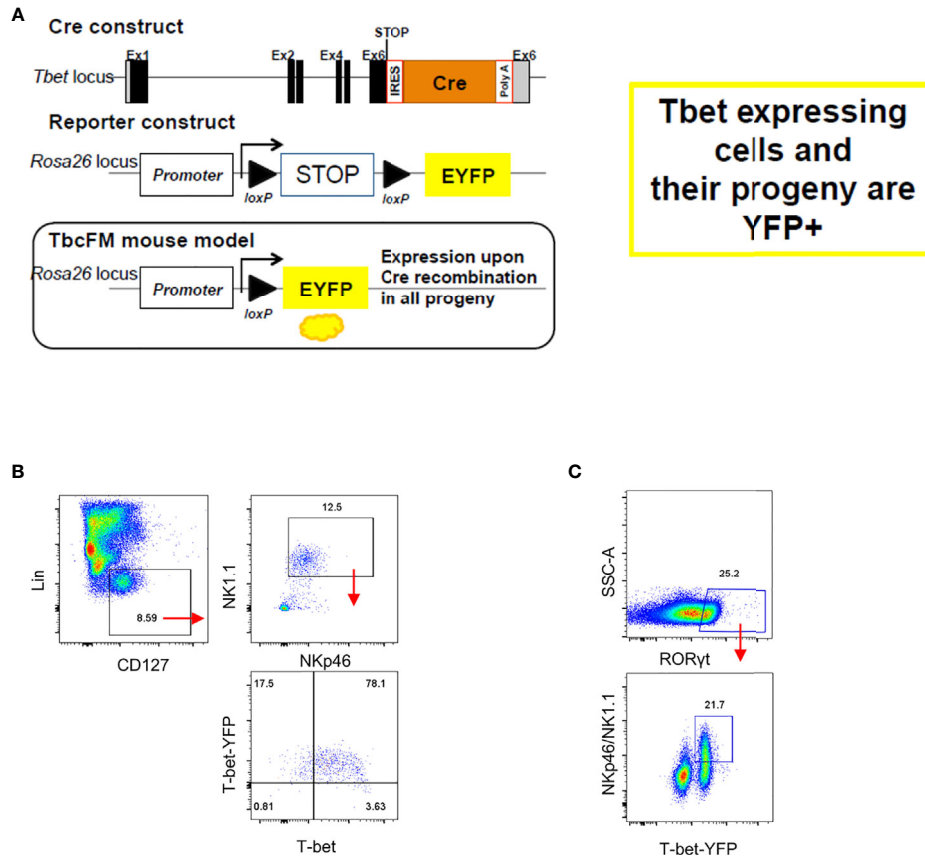 A
Cre construct
STOP
Ex1 Ex2 Ex4 Ex6 Ex6
Tbet locus
IRES Cre Poly A
Reporter construct
Rosa26 locus
Promoter STOP EYFP
loxP loxP
TbcFM mouse model
Rosa26 locus
Promoter EYFP
loxP
Expression upon
Cre recombination
in all progeny
Tbet expressing
cells and
their progeny are
YFP+
B
Lin
8.59
CD127
12.5
NK1.1
NKp46
17.5 78.1
T-bet-YFP
0.81 3.63
T-bet
C
SSC-A
25.2
RORγt
21.7
NKp46/NK1.1
T-bet-YFP